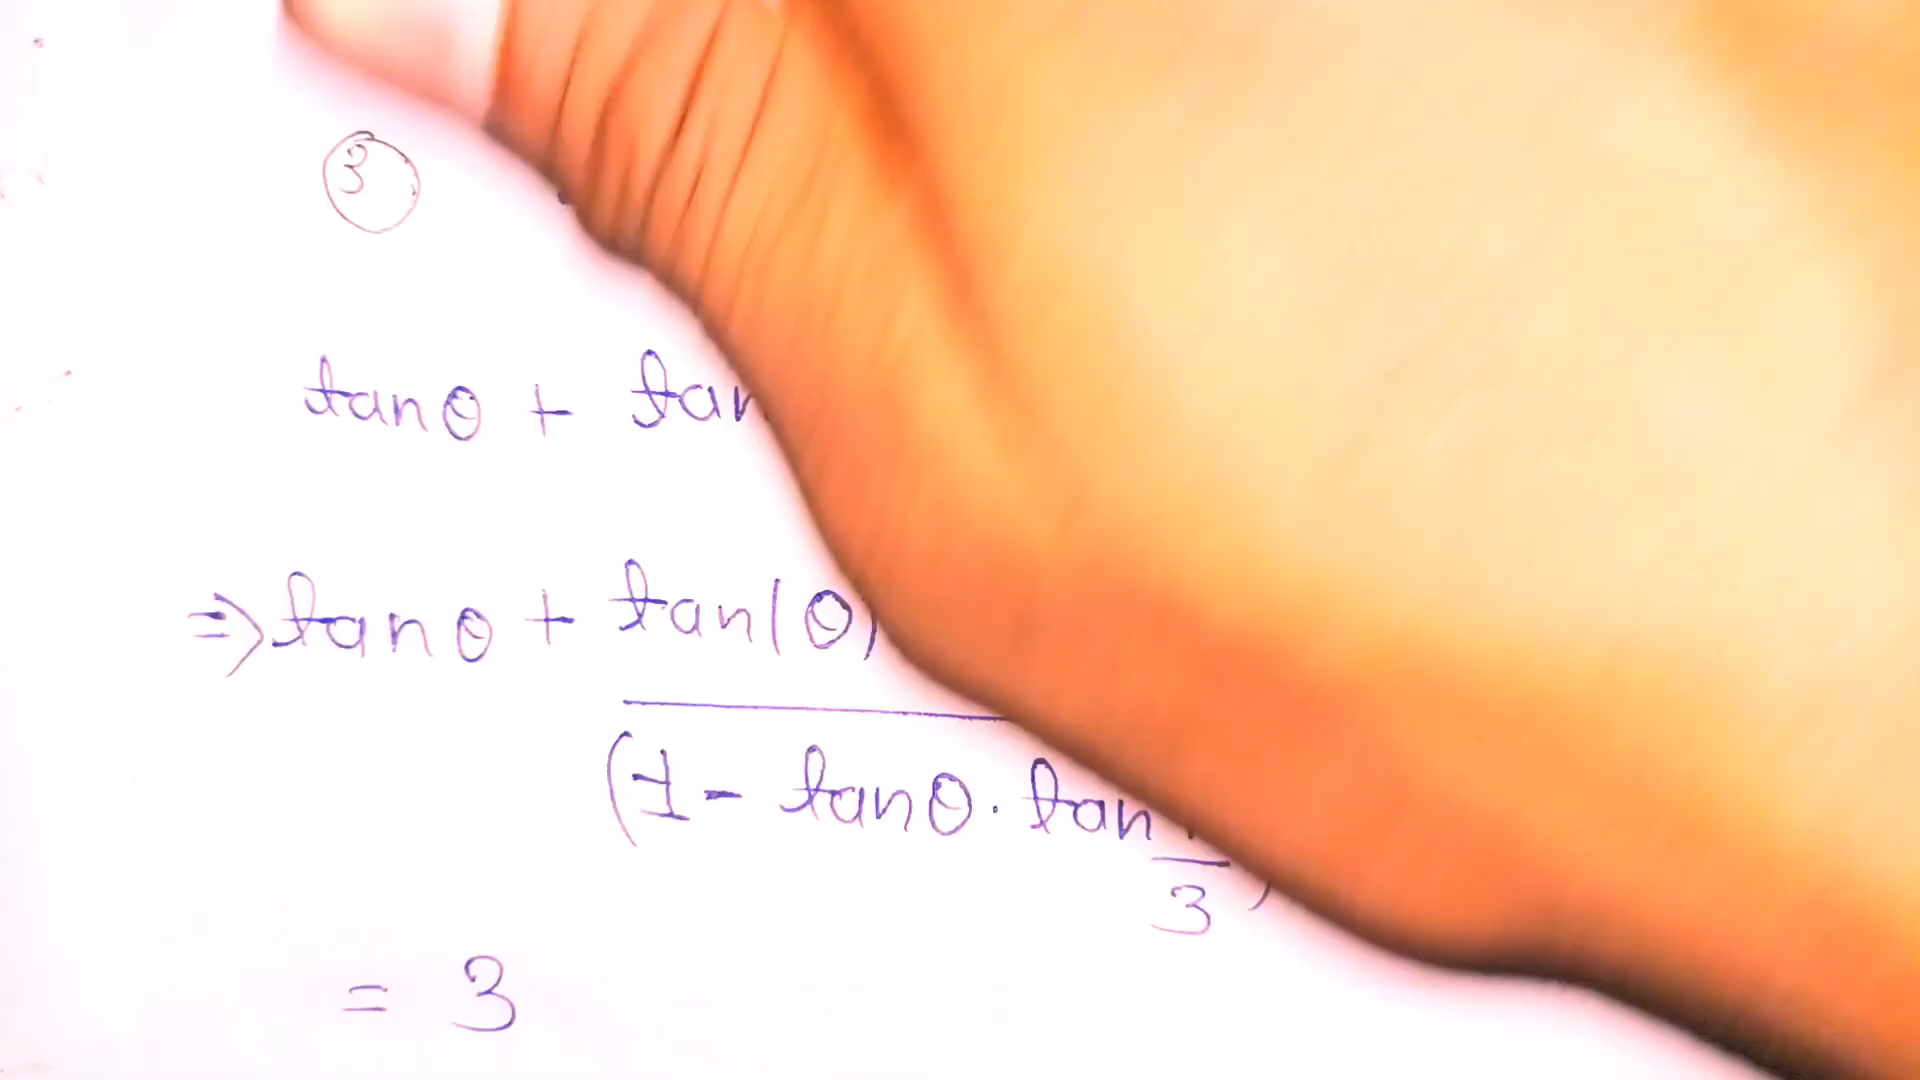 3
tanθ + tan
⇒ tanθ + tan(θ)
(1 - tanθ . tan
3 )
= 3